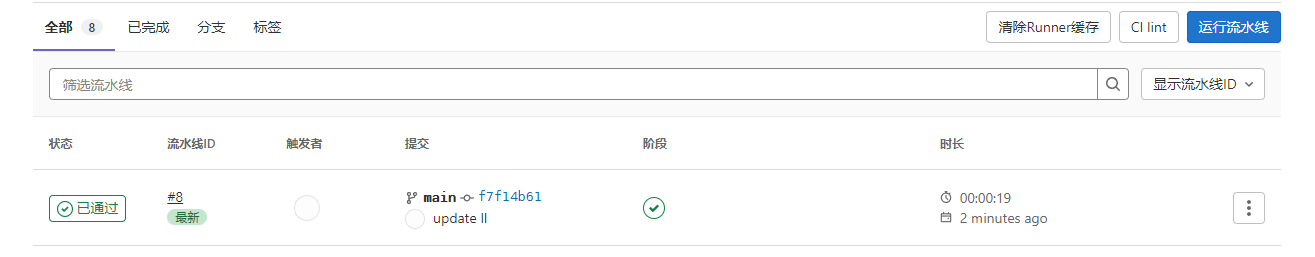 全部 8 已完成 分支 标签 清除Runner缓存 CI lint 运行流水线
筛选流水线 显示流水线ID
状态 流水线ID 触发者 提交 阶段 时长
已通过 #8 main f7f14b61 00:00:19
最新 update II 2 minutes ago